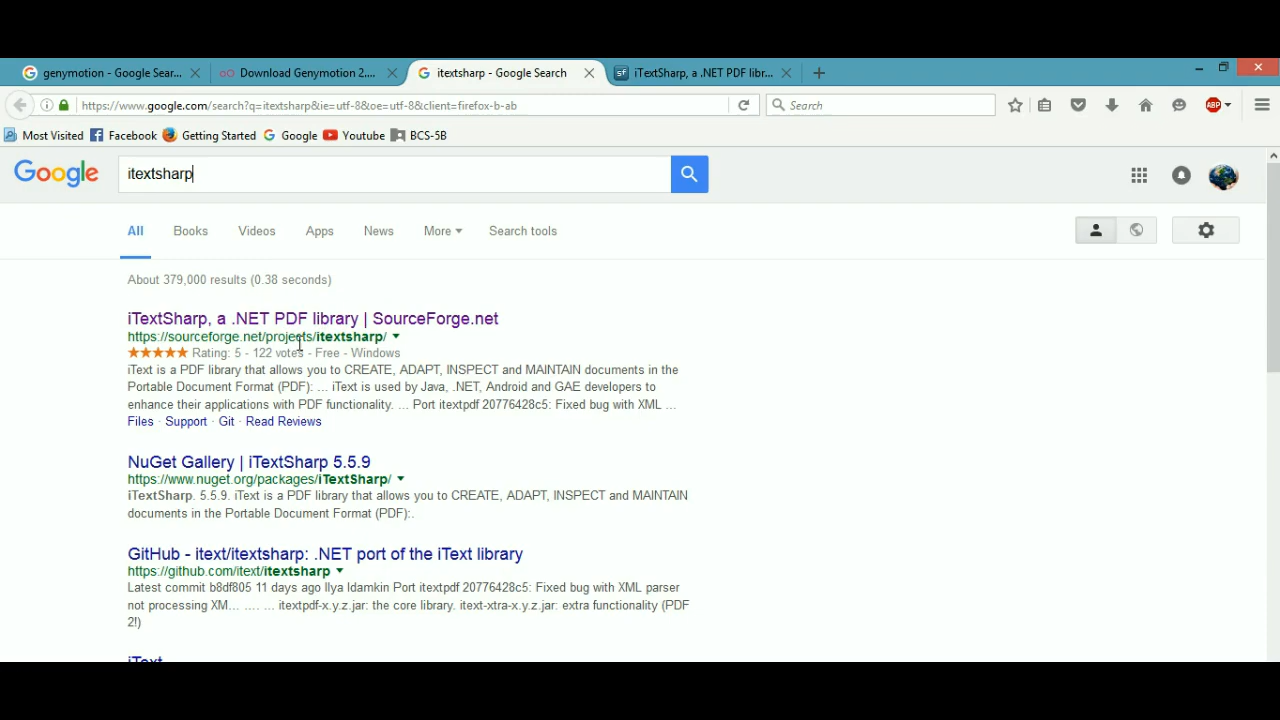 genymotion - Google Sear...
Download Genymotion 2....
itextsharp - Google Search
sf iTextSharp, a .NET PDF libr...
https://www.google.com/search?q=itextsharp&ie=utf-8&oe=utf-8&client=firefox-b-ab
Search
ABP
Most Visited Facebook Getting Started Google Youtube BCS-5B
Google
itextsharp
All Books Videos Apps News More Search tools
About 379,000 results (0.38 seconds)
iTextSharp, a .NET PDF library | SourceForge.net
https://sourceforge.net/projects/itextsharp/
Rating: 5 - 122 votes - Free - Windows
iText is a PDF library that allows you to CREATE, ADAPT, INSPECT and MAINTAIN documents in the
Portable Document Format (PDF): ... iText is used by Java, .NET, Android and GAE developers to
enhance their applications with PDF functionality. ... Port itextpdf 20776428c5: Fixed bug with XML ...
Files · Support · Git · Read Reviews
NuGet Gallery | iTextSharp 5.5.9
https://www.nuget.org/packages/iTextSharp/
iTextSharp. 5.5.9. iText is a PDF library that allows you to CREATE, ADAPT, INSPECT and MAINTAIN
documents in the Portable Document Format (PDF):.
GitHub - itext/itextsharp: .NET port of the iText library
https://github.com/itext/itextsharp
Latest commit b8df805 11 days ago Ilya Idamkin Port itextpdf 20776428c5: Fixed bug with XML parser
not processing XM... .... ... itextpdf-x.y.z.jar: the core library. itext-xtra-x.y.z.jar: extra functionality (PDF
2!)
iText